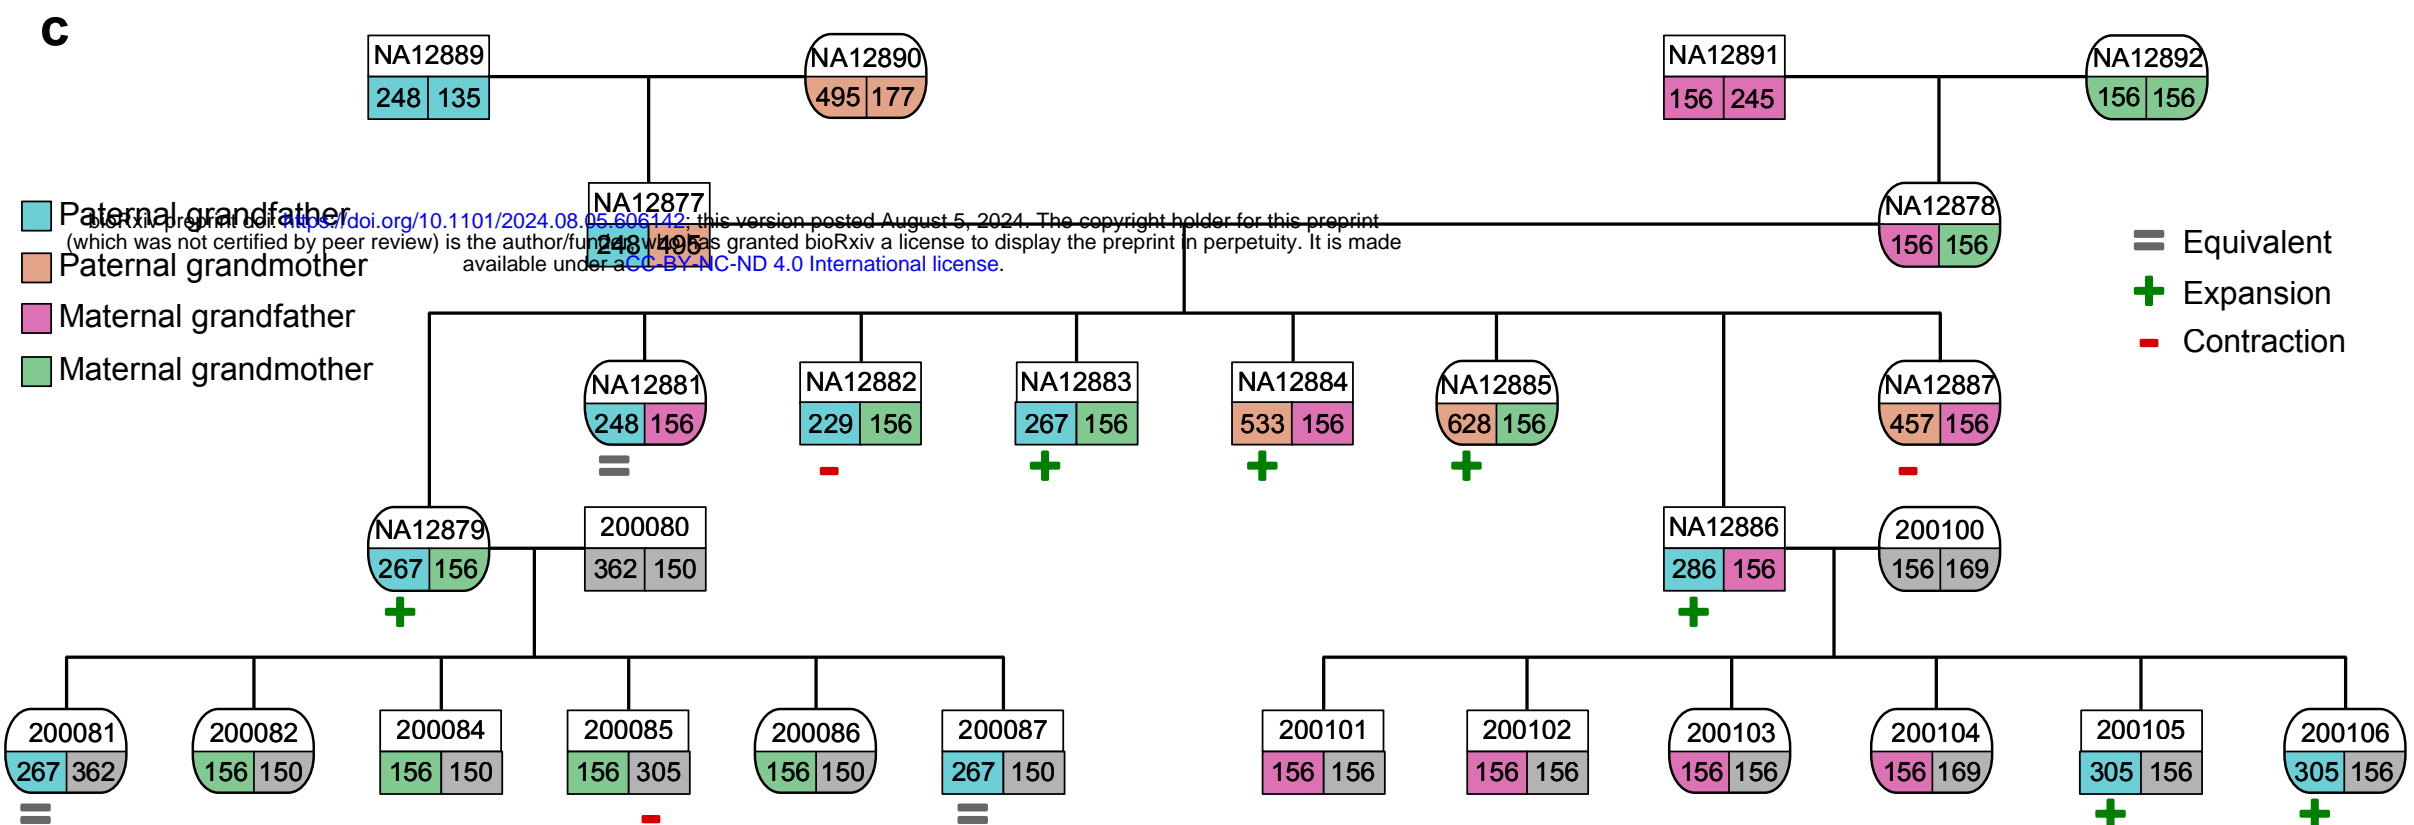 c
NA12889
248 135
NA12890
495 177
NA12891
156 245
NA12892
156 156
NA12877
248 495
NA12878
156 156
Paternal grandfather
Paternal grandmother
Maternal grandfather
Maternal grandmother
bioRxiv preprint doi: https://doi.org/10.1101/2024.08.05.606142; this version posted August 5, 2024. The copyright holder for this preprint
(which was not certified by peer review) is the author/funder, who has granted bioRxiv a license to display the preprint in perpetuity. It is made
available under aCC-BY-NC-ND 4.0 International license.
= Equivalent
+ Expansion
- Contraction
NA12881
248 156
=
NA12882
229 156
-
NA12883
267 156
+
NA12884
533 156
+
NA12885
628 156
+
NA12887
457 156
-
NA12879
267 156
+
200080
362 150
NA12886
286 156
+
200100
156 169
200081
267 362
=
200082
156 150
200084
156 150
200085
156 305
-
200086
156 150
200087
267 150
=
200101
156 156
200102
156 156
200103
156 156
200104
156 169
200105
305 156
+
200106
305 156
+